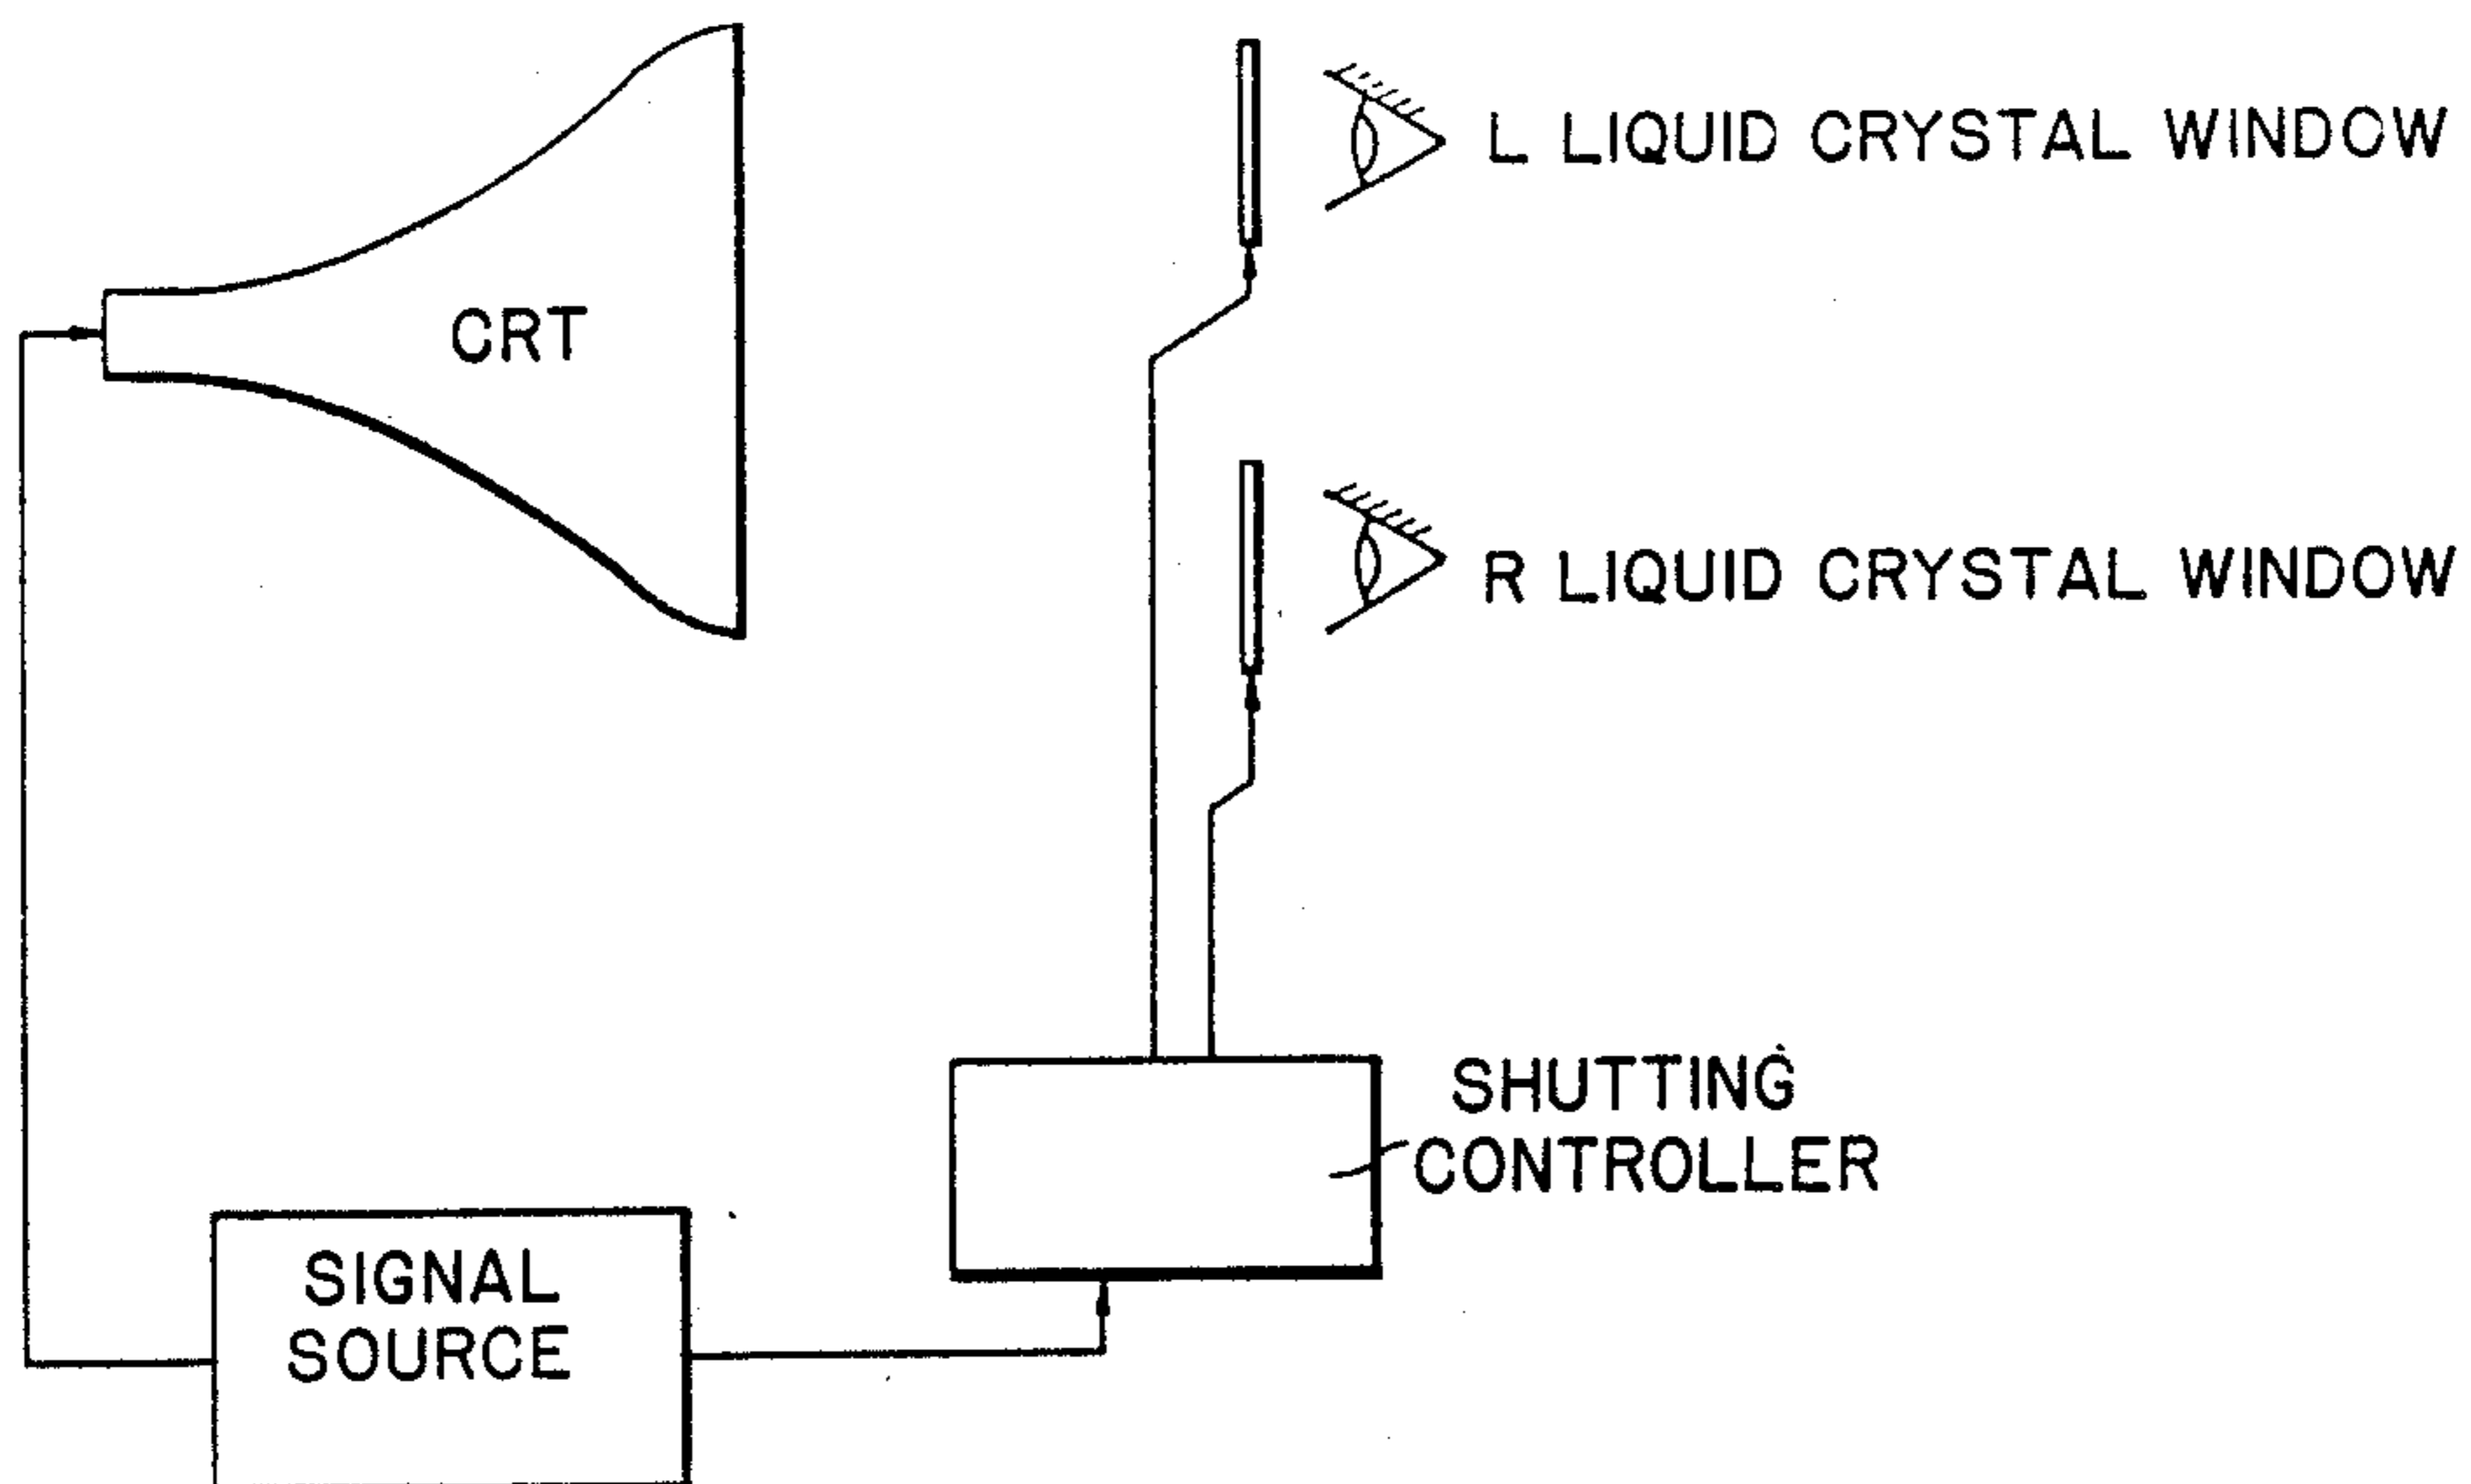 L LIQUID CRYSTAL WINDOW
CRT
R LIQUID CRYSTAL WINDOW
SHUTTING
CONTROLLER
SIGNAL
SOURCE